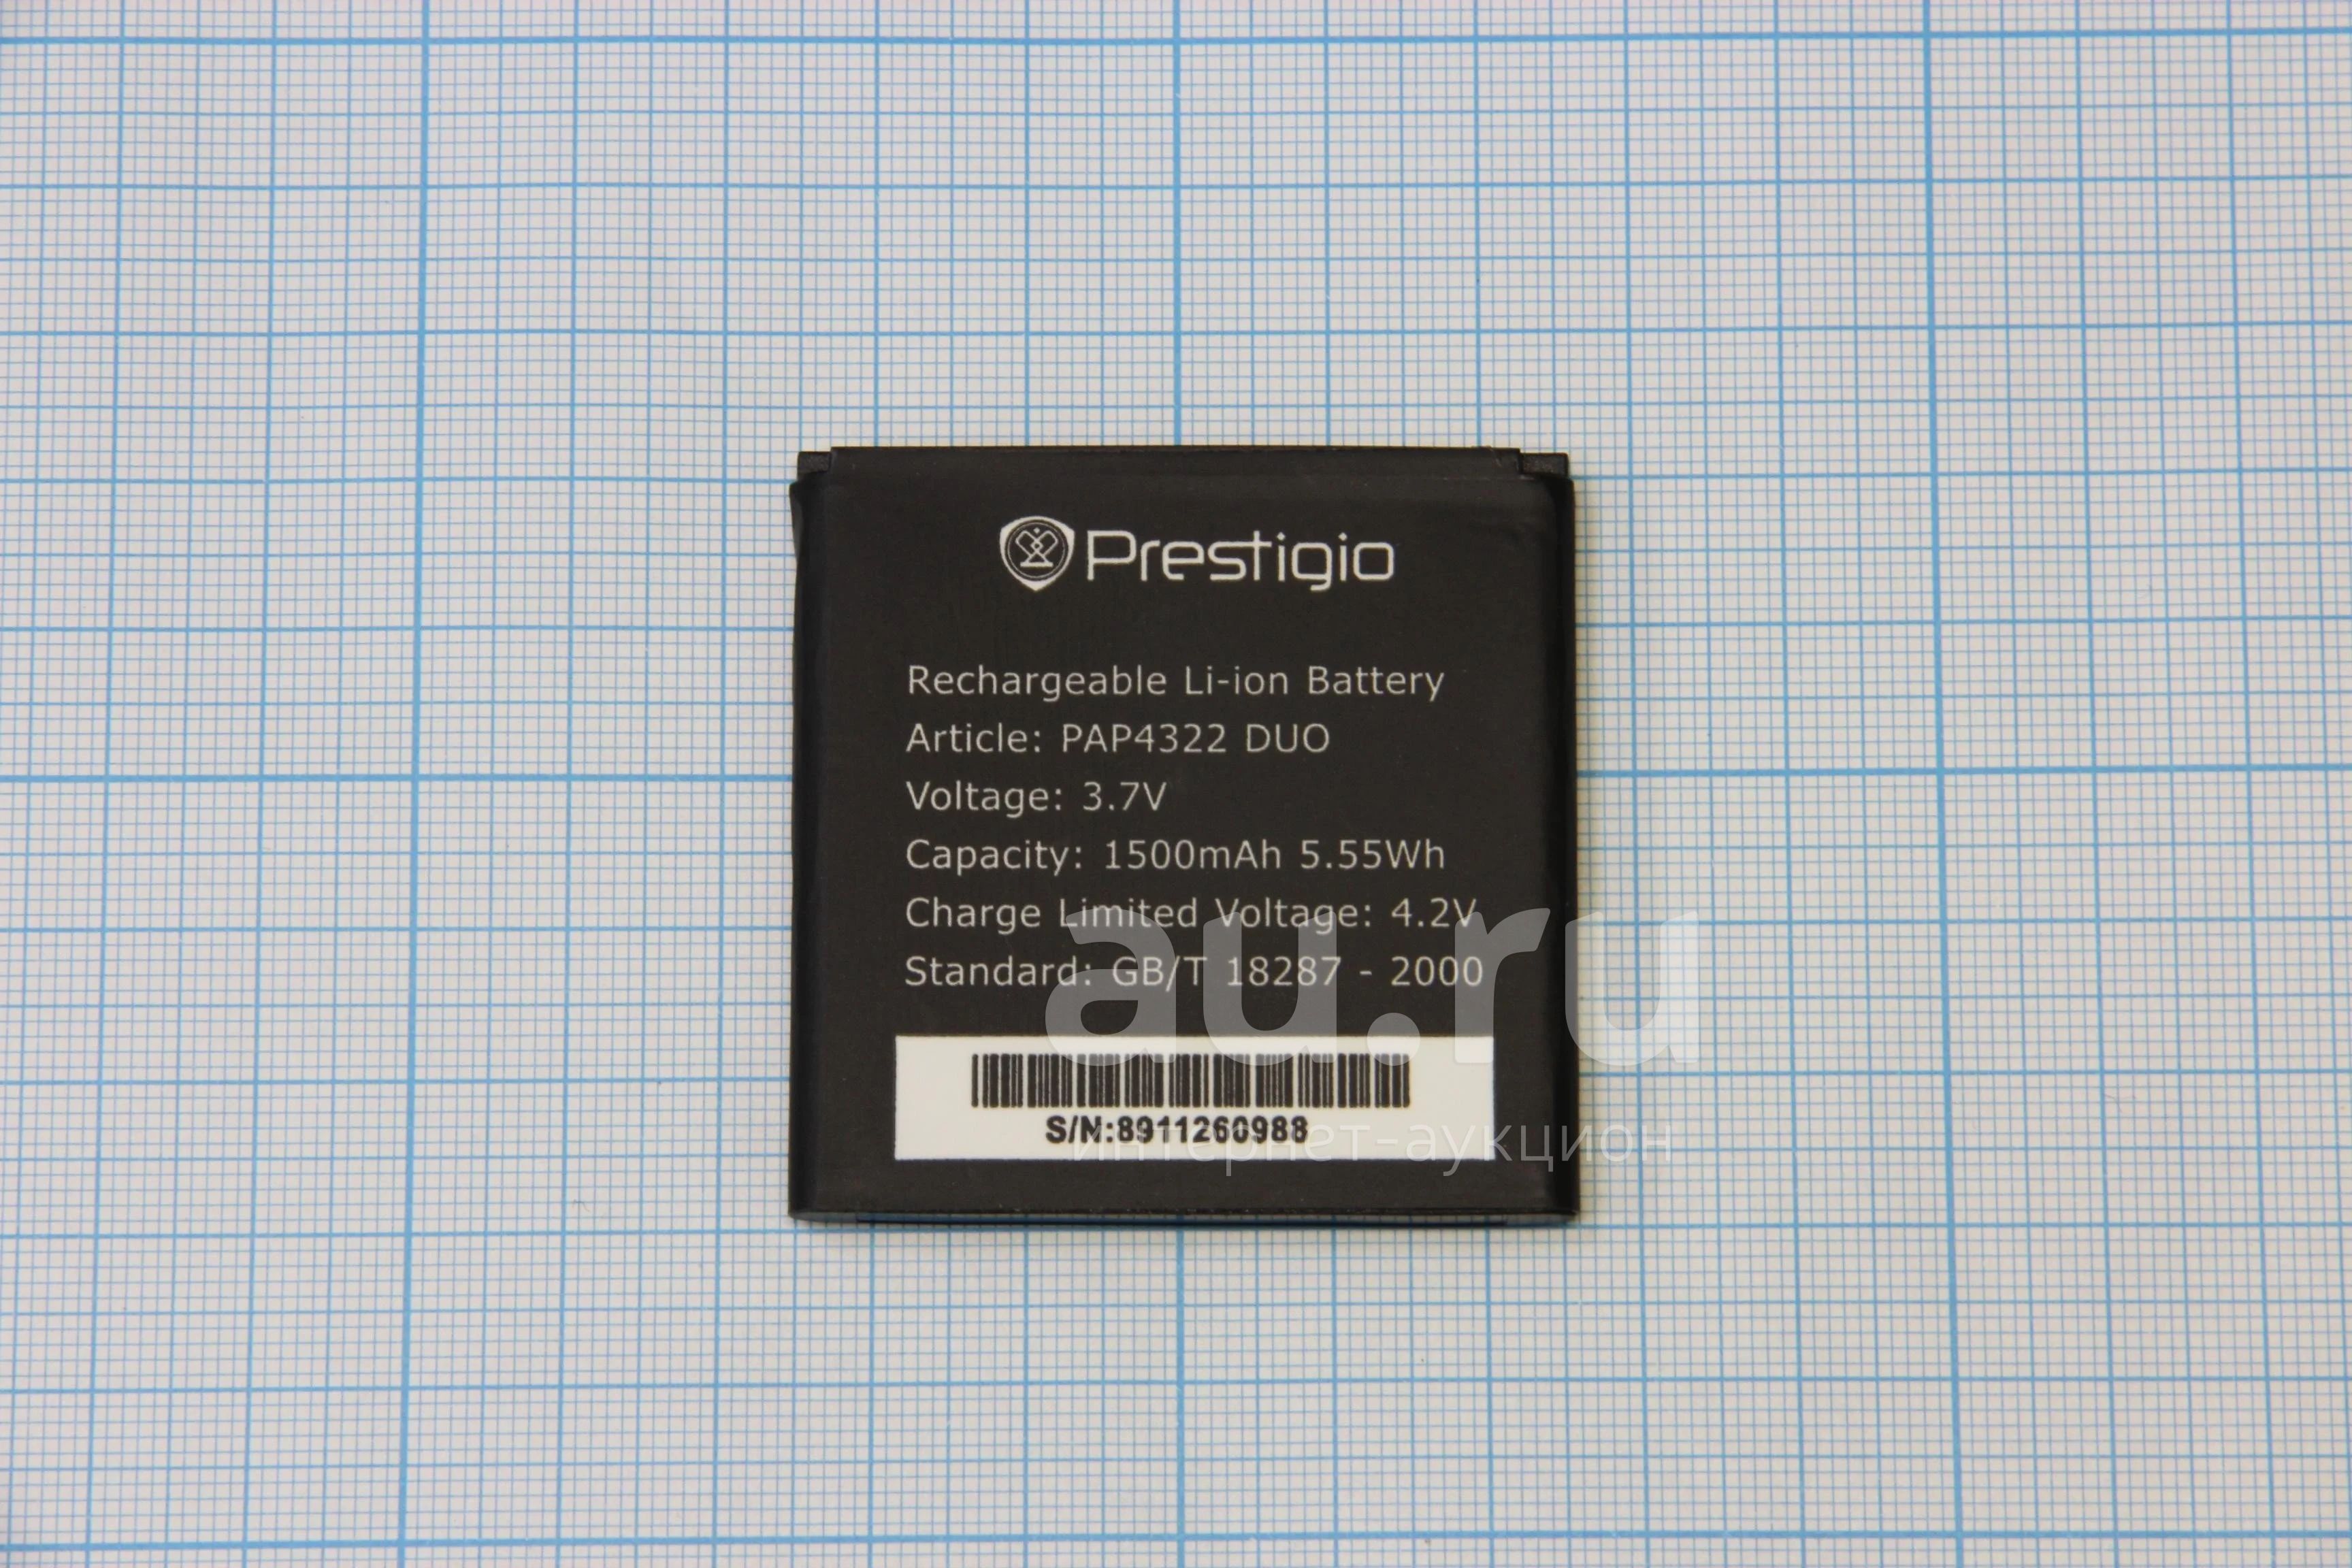 Prestigio
Rechargeable Li-ion Battery
Article: PAP4322 DUO
Voltage: 3.7V
Capacity: 1500mAh 5.55Wh
Charge Limited Voltage: 4.2V
Standard: GB/T 18287 - 2000
au.ru
S/N:8911260988
интернет-аукцион